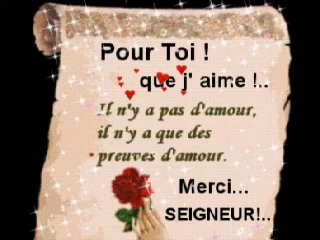 Pour Toi !
que j' aime !..
Il n'y a pas d'amour,
il n'y a que des
preuves d'amour.
Merci...
SEIGNEUR!..